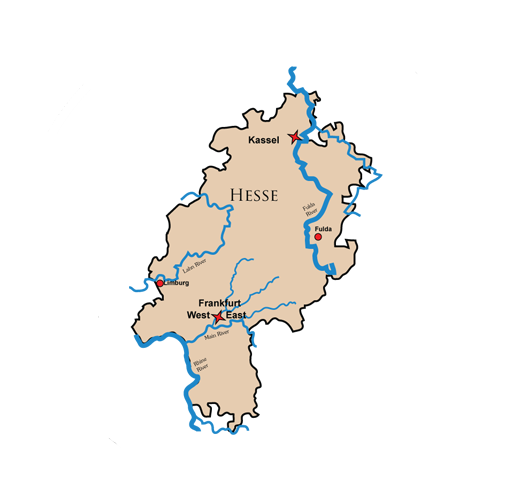 Kassel
HESSE
Fulda
River
Fulda
Lahn River
Limburg
Frankfurt
West East
Main River
Rhine
River